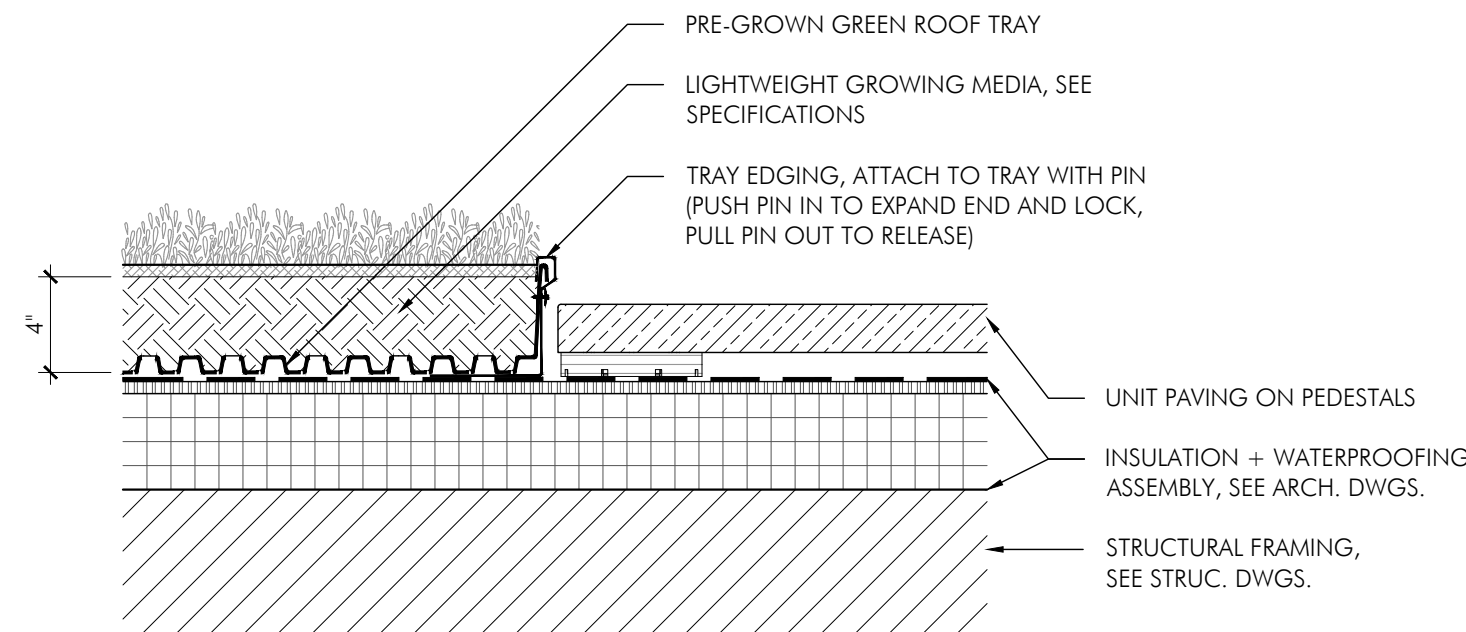 PRE-GROWN GREEN ROOF TRAY
LIGHTWEIGHT GROWING MEDIA, SEE
SPECIFICATIONS
TRAY EDGING, ATTACH TO TRAY WITH PIN
(PUSH PIN IN TO EXPAND END AND LOCK,
PULL PIN OUT TO RELEASE)
4"
UNIT PAVING ON PEDESTALS
INSULATION + WATERPROOFING
ASSEMBLY, SEE ARCH. DWGS.
STRUCTURAL FRAMING,
SEE STRUC. DWGS.